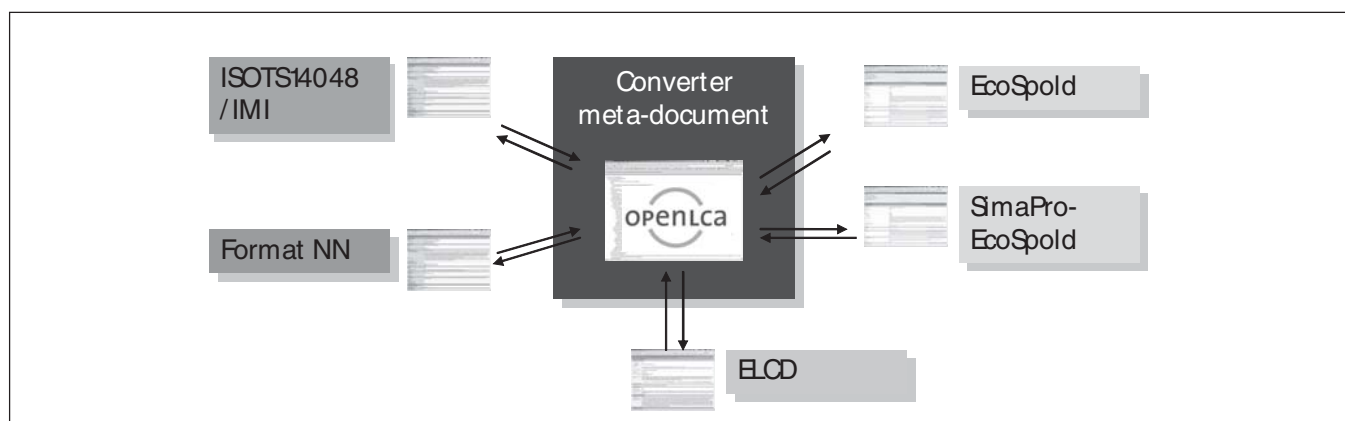 ISOTS14048
/IMI
Converter
meta-document
EcoSpold
openLca
SimaPro-
EcoSpold
Format NN
ELCD